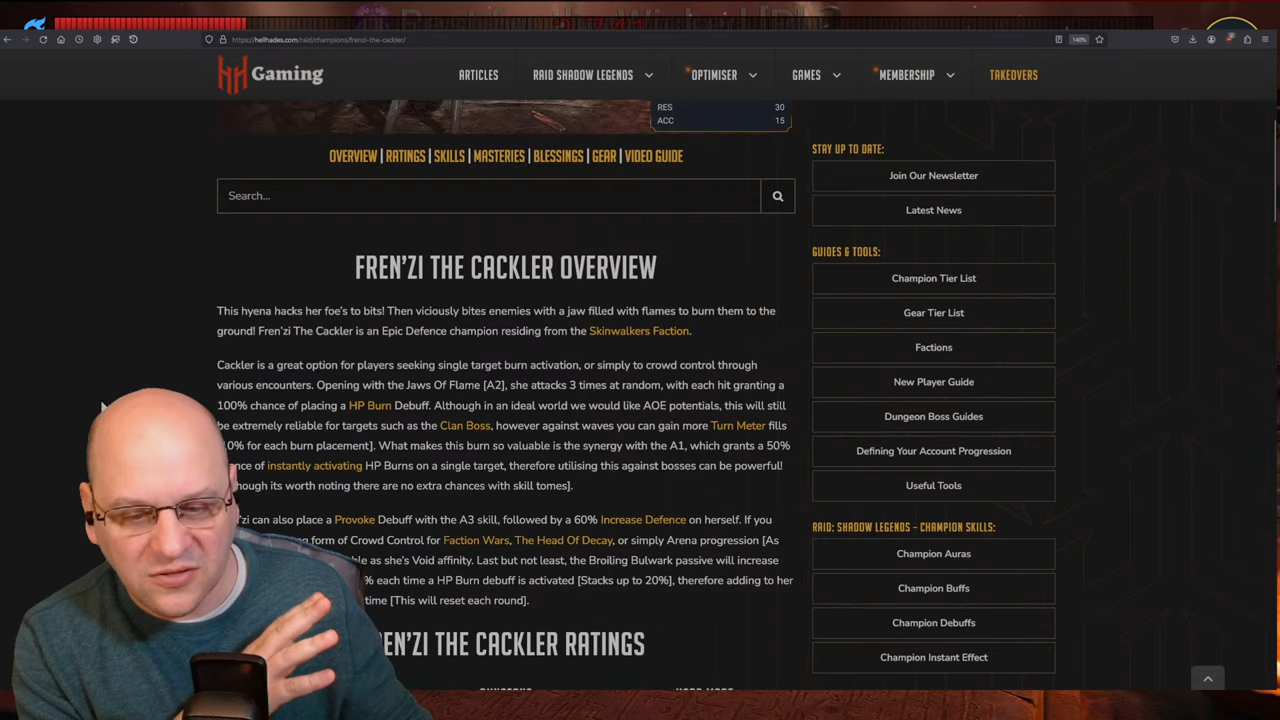 https://hellhades.com/raid/champions/frenzi-the-cackler/
140%
HH Gaming
ARTICLES
RAID SHADOW LEGENDS
OPTIMISER
GAMES
MEMBERSHIP
TAKEOVERS
RES 30
ACC 15
OVERVIEW | RATINGS | SKILLS | MASTERIES | BLESSINGS | GEAR | VIDEO GUIDE
Search...
FREN'ZI THE CACKLER OVERVIEW
This hyena hacks her foe's to bits! Then viciously bites enemies with a jaw filled with flames to burn them to the
ground! Fren'zi The Cackler is an Epic Defence champion residing from the Skinwalkers Faction.
Cackler is a great option for players seeking single target burn activation, or simply to crowd control through
various encounters. Opening with the Jaws Of Flame [A2], she attacks 3 times at random, with each hit granting a
100% chance of placing a HP Burn Debuff. Although in an ideal world we would like AOE potentials, this will still
be extremely reliable for targets such as the Clan Boss, however against waves you can gain more Turn Meter fills
0% for each burn placement]. What makes this burn so valuable is the synergy with the A1, which grants a 50%
of instantly activating HP Burns on a single target, therefore utilising this against bosses can be powerful!
though its worth noting there are no extra chances with skill tomes].
zi can also place a Provoke Debuff with the A3 skill, followed by a 60% Increase Defence on herself. If you
form of Crowd Control for Faction Wars, The Head Of Decay, or simply Arena progression [As
as she's Void affinity. Last but not least, the Broiling Bulwark passive will increase
% each time a HP Burn debuff is activated [Stacks up to 20%], therefore adding to her
time [This will reset each round].
EN'ZI THE CACKLER RATINGS
STAY UP TO DATE:
Join Our Newsletter
Latest News
GUIDES & TOOLS:
Champion Tier List
Gear Tier List
Factions
New Player Guide
Dungeon Boss Guides
Defining Your Account Progression
Useful Tools
RAID: SHADOW LEGENDS - CHAMPION SKILLS:
Champion Auras
Champion Buffs
Champion Debuffs
Champion Instant Effect